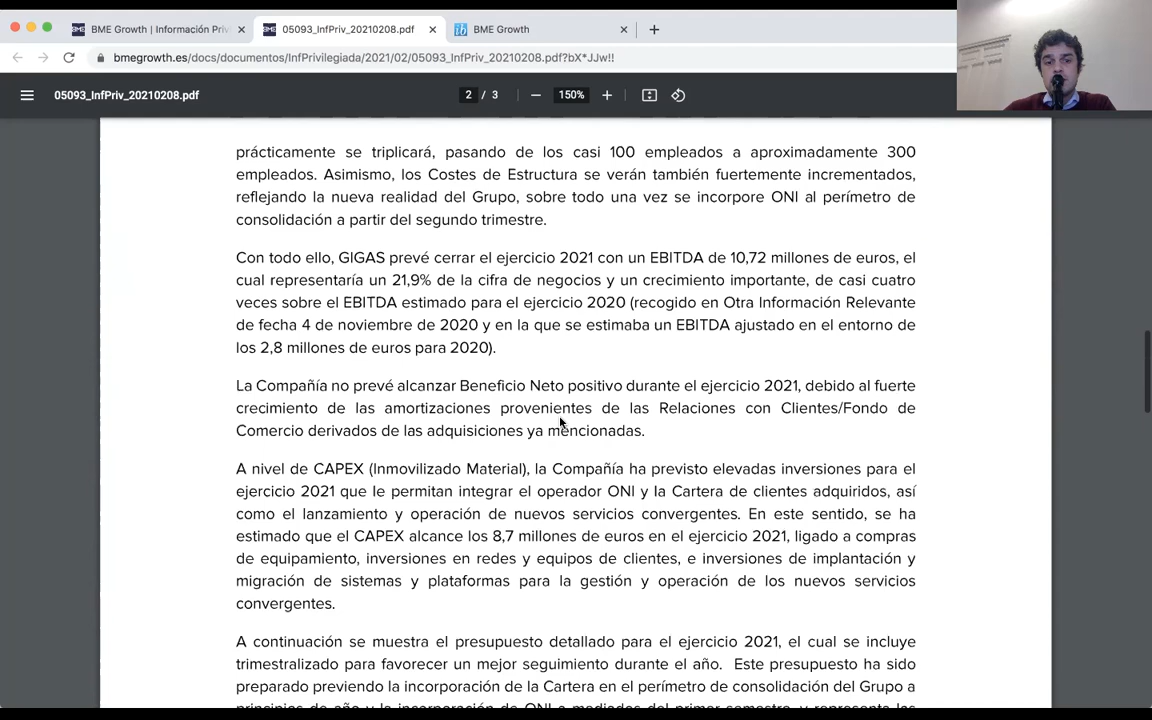 BME Growth | Información Priv
05093_InfPriv_20210208.pdf
BME Growth
bmegrowth.es/docs/documentos/InfPrivilegiada/2021/02/05093_InfPriv_20210208.pdf?bX*JJw!!
05093_InfPriv_20210208.pdf
2 / 3
150%
prácticamente se triplicará, pasando de los casi 100 empleados a aproximadamente 300
empleados. Asimismo, los Costes de Estructura se verán también fuertemente incrementados,
reflejando la nueva realidad del Grupo, sobre todo una vez se incorpore ONI al perímetro de
consolidación a partir del segundo trimestre.
Con todo ello, GIGAS prevé cerrar el ejercicio 2021 con un EBITDA de 10,72 millones de euros, el
cual representaría un 21,9% de la cifra de negocios y un crecimiento importante, de casi cuatro
veces sobre el EBITDA estimado para el ejercicio 2020 (recogido en Otra Información Relevante
de fecha 4 de noviembre de 2020 y en la que se estimaba un EBITDA ajustado en el entorno de
los 2,8 millones de euros para 2020).
La Compañía no prevé alcanzar Beneficio Neto positivo durante el ejercicio 2021, debido al fuerte
crecimiento de las amortizaciones provenientes de las Relaciones con Clientes/Fondo de
Comercio derivados de las adquisiciones ya mencionadas.
A nivel de CAPEX (Inmovilizado Material), la Compañía ha previsto elevadas inversiones para el
ejercicio 2021 que le permitan integrar el operador ONI y la Cartera de clientes adquiridos, así
como el lanzamiento y operación de nuevos servicios convergentes. En este sentido, se ha
estimado que el CAPEX alcance los 8,7 millones de euros en el ejercicio 2021, ligado a compras
de equipamiento, inversiones en redes y equipos de clientes, e inversiones de implantación y
migración de sistemas y plataformas para la gestión y operación de los nuevos servicios
convergentes.
A continuación se muestra el presupuesto detallado para el ejercicio 2021, el cual se incluye
trimestralizado para favorecer un mejor seguimiento durante el año. Este presupuesto ha sido
preparado previendo la incorporación de la Cartera en el perímetro de consolidación del Grupo a
principios de año y la incorporación de ONI a mediados del primer semestre, y representa las